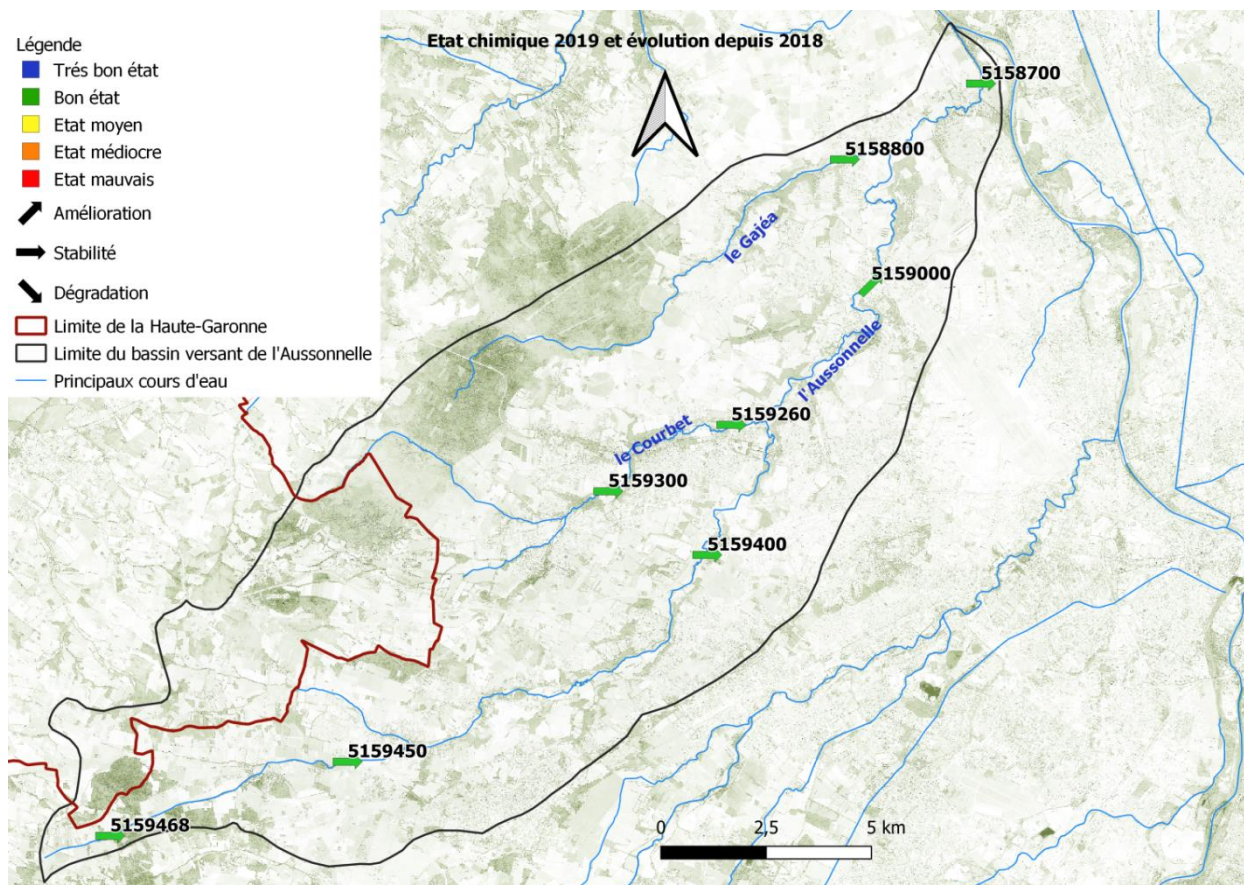 Etat chimique 2019 et évolution depuis 2018
Légende
Trés bon état
Bon état
Etat moyen
Etat médiocre
Etat mauvais
Amélioration
Stabilité
Dégradation
Limite de la Haute-Garonne
Limite du bassin versant de l'Aussonnelle
Principaux cours d'eau
5158700
5158800
le Gajéa
5159000
l'Aussonnelle
5159260
le Courbet
5159300
5159400
5159450
5159468
0 2,5 5 km